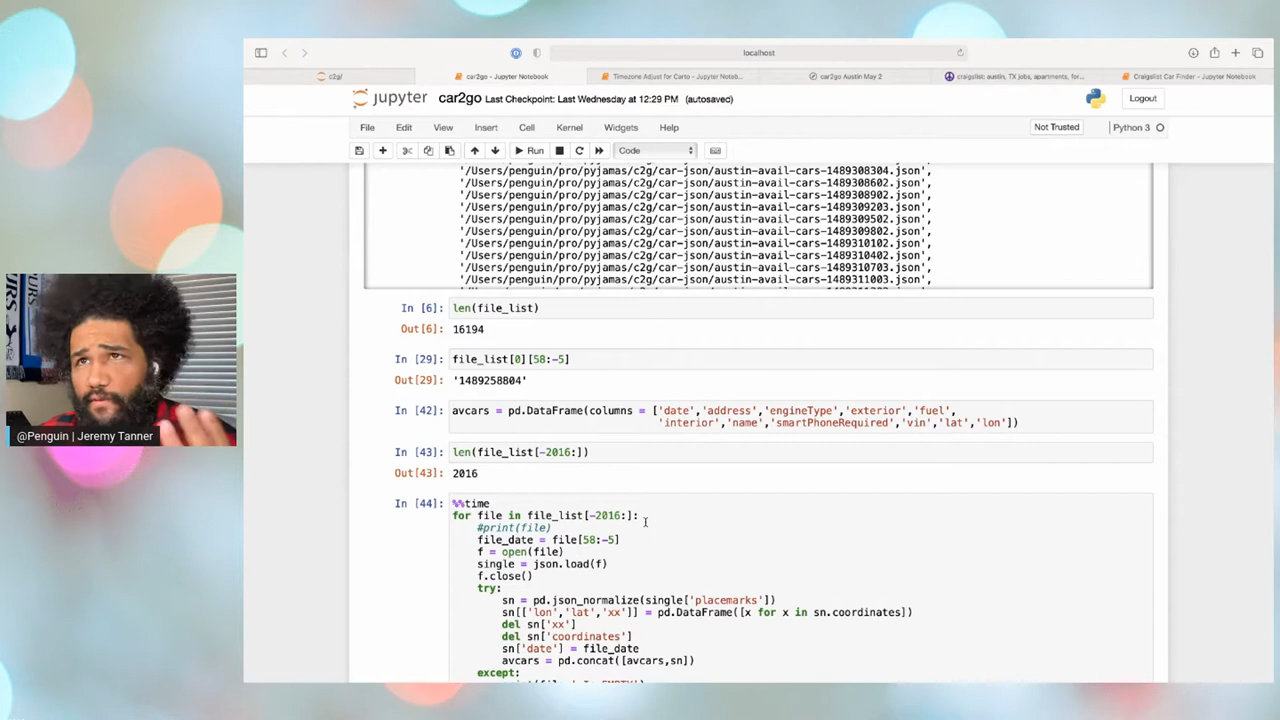 localhost
c2g/
car2go - Jupyter Notebook
Timezone Adjust for Carto - Jupyter Noteb...
car2go Austin May 2
craigslist: austin, TX jobs, apartments, for...
Craigslist Car Finder - Jupyter Notebook
jupyter car2go Last Checkpoint: Last Wednesday at 12:29 PM (autosaved)
Logout
File Edit View Insert Cell Kernel Widgets Help
Not Trusted Python 3
Run Code
'/Users/penguin/pro/pyjamas/c2g/car-json/austin-avail-cars-1489308304.json',
'/Users/penguin/pro/pyjamas/c2g/car-json/austin-avail-cars-1489308602.json',
'/Users/penguin/pro/pyjamas/c2g/car-json/austin-avail-cars-1489308902.json',
'/Users/penguin/pro/pyjamas/c2g/car-json/austin-avail-cars-1489309203.json',
'/Users/penguin/pro/pyjamas/c2g/car-json/austin-avail-cars-1489309502.json',
'/Users/penguin/pro/pyjamas/c2g/car-json/austin-avail-cars-1489309802.json',
'/Users/penguin/pro/pyjamas/c2g/car-json/austin-avail-cars-1489310102.json',
'/Users/penguin/pro/pyjamas/c2g/car-json/austin-avail-cars-1489310402.json',
'/Users/penguin/pro/pyjamas/c2g/car-json/austin-avail-cars-1489310703.json',
'/Users/penguin/pro/pyjamas/c2g/car-json/austin-avail-cars-1489311003.json',
In [6]: len(file_list)
Out[6]: 16194
In [29]: file_list[0][58:-5]
Out[29]: '1489258804'
In [42]: avcars = pd.DataFrame(columns = ['date','address','engineType','exterior','fuel',
'interior','name','smartPhoneRequired','vin','lat','lon'])
In [43]: len(file_list[-2016:])
Out[43]: 2016
In [44]: %%time
for file in file_list[-2016:]:
#print(file)
file_date = file[58:-5]
f = open(file)
single = json.load(f)
f.close()
try:
sn = pd.json_normalize(single['placemarks'])
sn[['lon','lat','xx']] = pd.DataFrame([x for x in sn.coordinates])
del sn['xx']
del sn['coordinates']
sn['date'] = file_date
avcars = pd.concat([avcars,sn])
except:
@Penguin | Jeremy Tanner